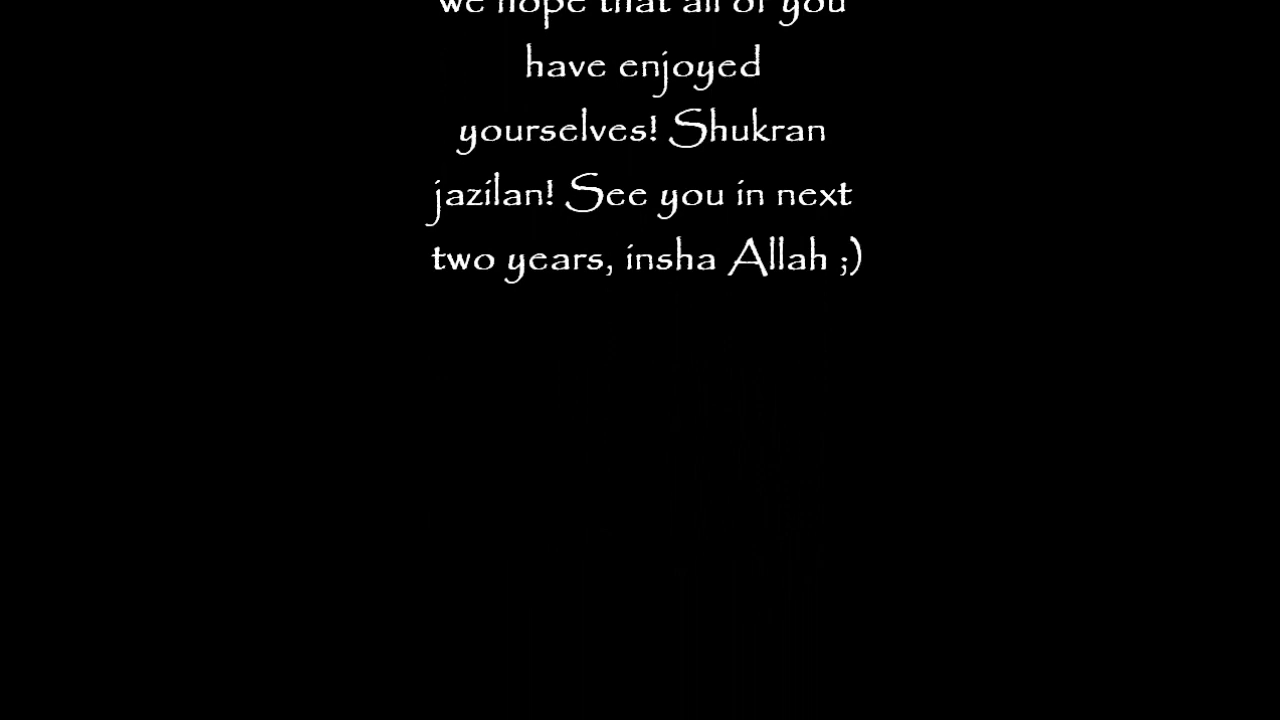 we hope that all of you
have enjoyed
yourselves! Shukran
jazilan! See you in next
two years, insha Allah ;)